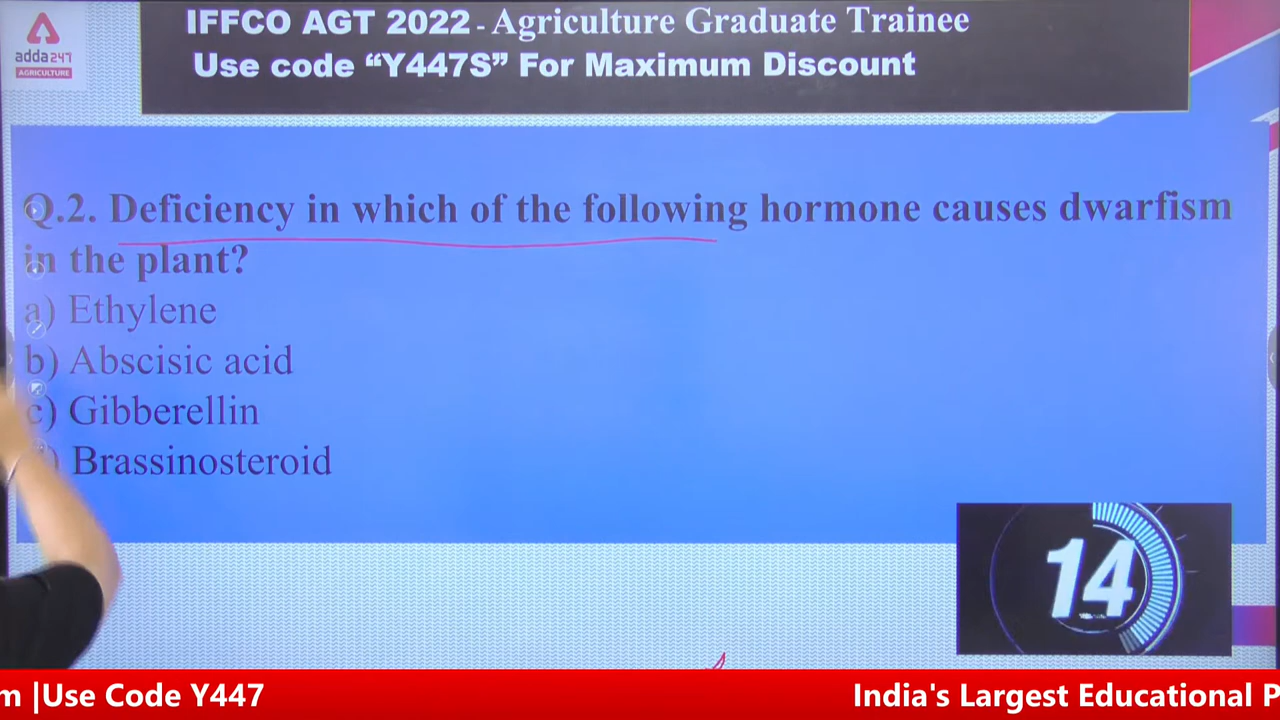 adda247
AGRICULTURE
IFFCO AGT 2022 - Agriculture Graduate Trainee
Use code “Y447S” For Maximum Discount
Q.2. Deficiency in which of the following hormone causes dwarfism
in the plant?
a) Ethylene
b) Abscisic acid
c) Gibberellin
) Brassinosteroid
14
m |Use Code Y447
India's Largest Educational P